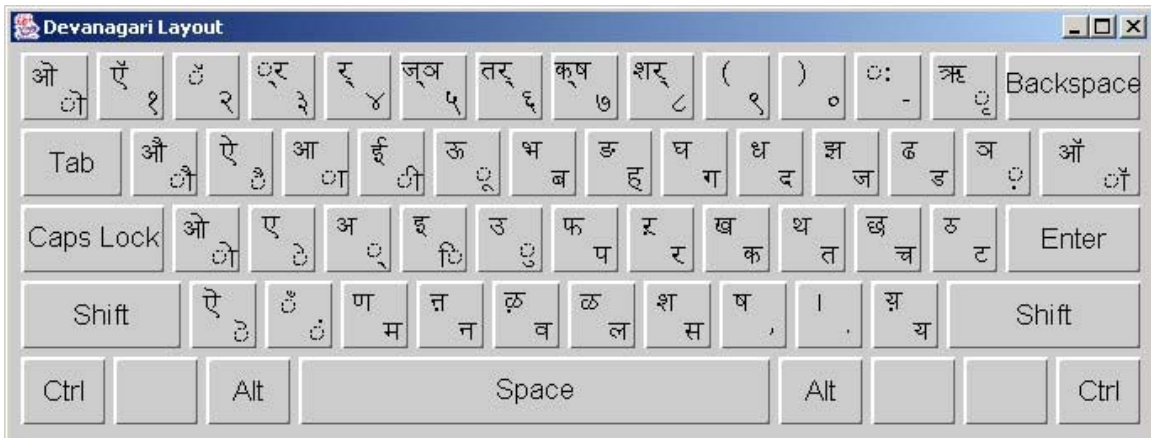 Devanagari Layout
ऒ ॊ ऍ १ ॅ २ ्र ३ र् ४ ज्ञ ५ त्र् ६ क्ष ७ श्र् ८ ( ९ ) ० ः - ऋ ृ Backspace
Tab औ ौ ऐ ै आ ा ई ी ऊ ू भ ब ङ ह घ ग ध द झ ज ढ ड ञ ़ ऑ ॉ
Caps Lock ओ ो ए े अ ् इ ि उ ु फ प ऱ र ख क थ त छ च ठ ट Enter
Shift ऎ ॆ ँ ं ण म ऩ न ऴ व ळ ल श स ष , । . य़ य Shift
Ctrl Alt Space Alt Ctrl